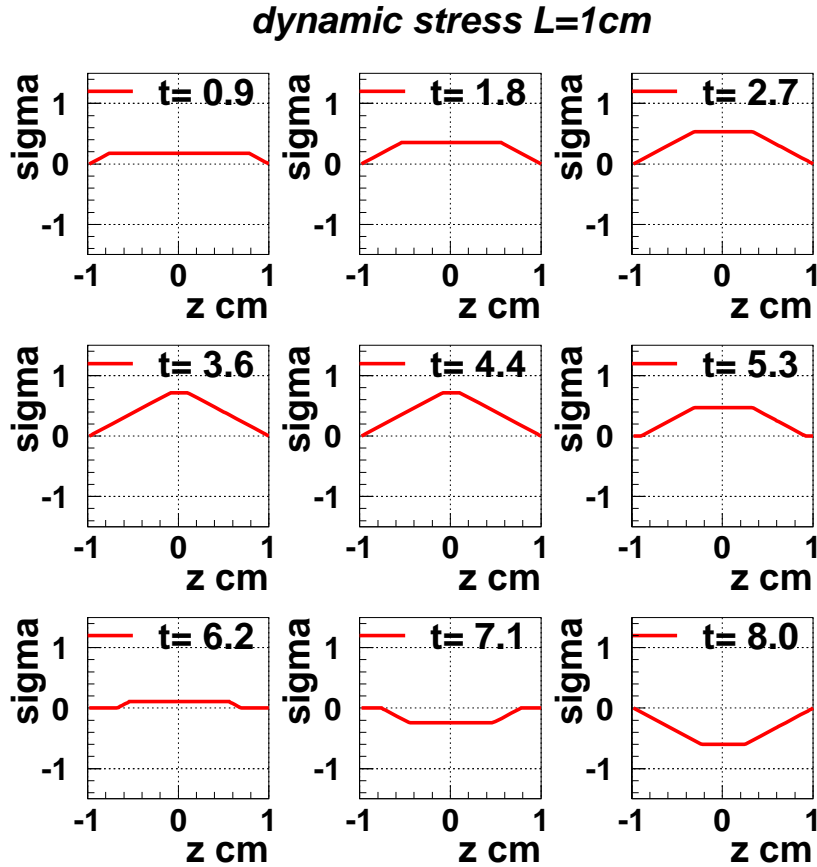 dynamic stress L=1cm
t= 0.9
sigma
1
0
-1
-1 0 1
z cm
t= 1.8
sigma
1
0
-1
-1 0 1
z cm
t= 2.7
sigma
1
0
-1
-1 0 1
z cm
t= 3.6
sigma
1
0
-1
-1 0 1
z cm
t= 4.4
sigma
1
0
-1
-1 0 1
z cm
t= 5.3
sigma
1
0
-1
-1 0 1
z cm
t= 6.2
sigma
1
0
-1
-1 0 1
z cm
t= 7.1
sigma
1
0
-1
-1 0 1
z cm
t= 8.0
sigma
1
0
-1
-1 0 1
z cm